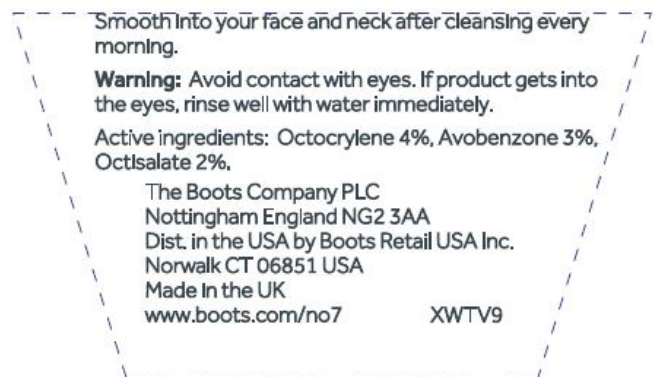 Smooth into your face and neck after cleansing every
morning.
Warning: Avoid contact with eyes. If product gets into
the eyes, rinse well with water immediately.
Active ingredients: Octocrylene 4%, Avobenzone 3%,
Octisalate 2%.
The Boots Company PLC
Nottingham England NG2 3AA
Dist. in the USA by Boots Retail USA Inc.
Norwalk CT 06851 USA
Made in the UK
www.boots.com/no7 XWTV9